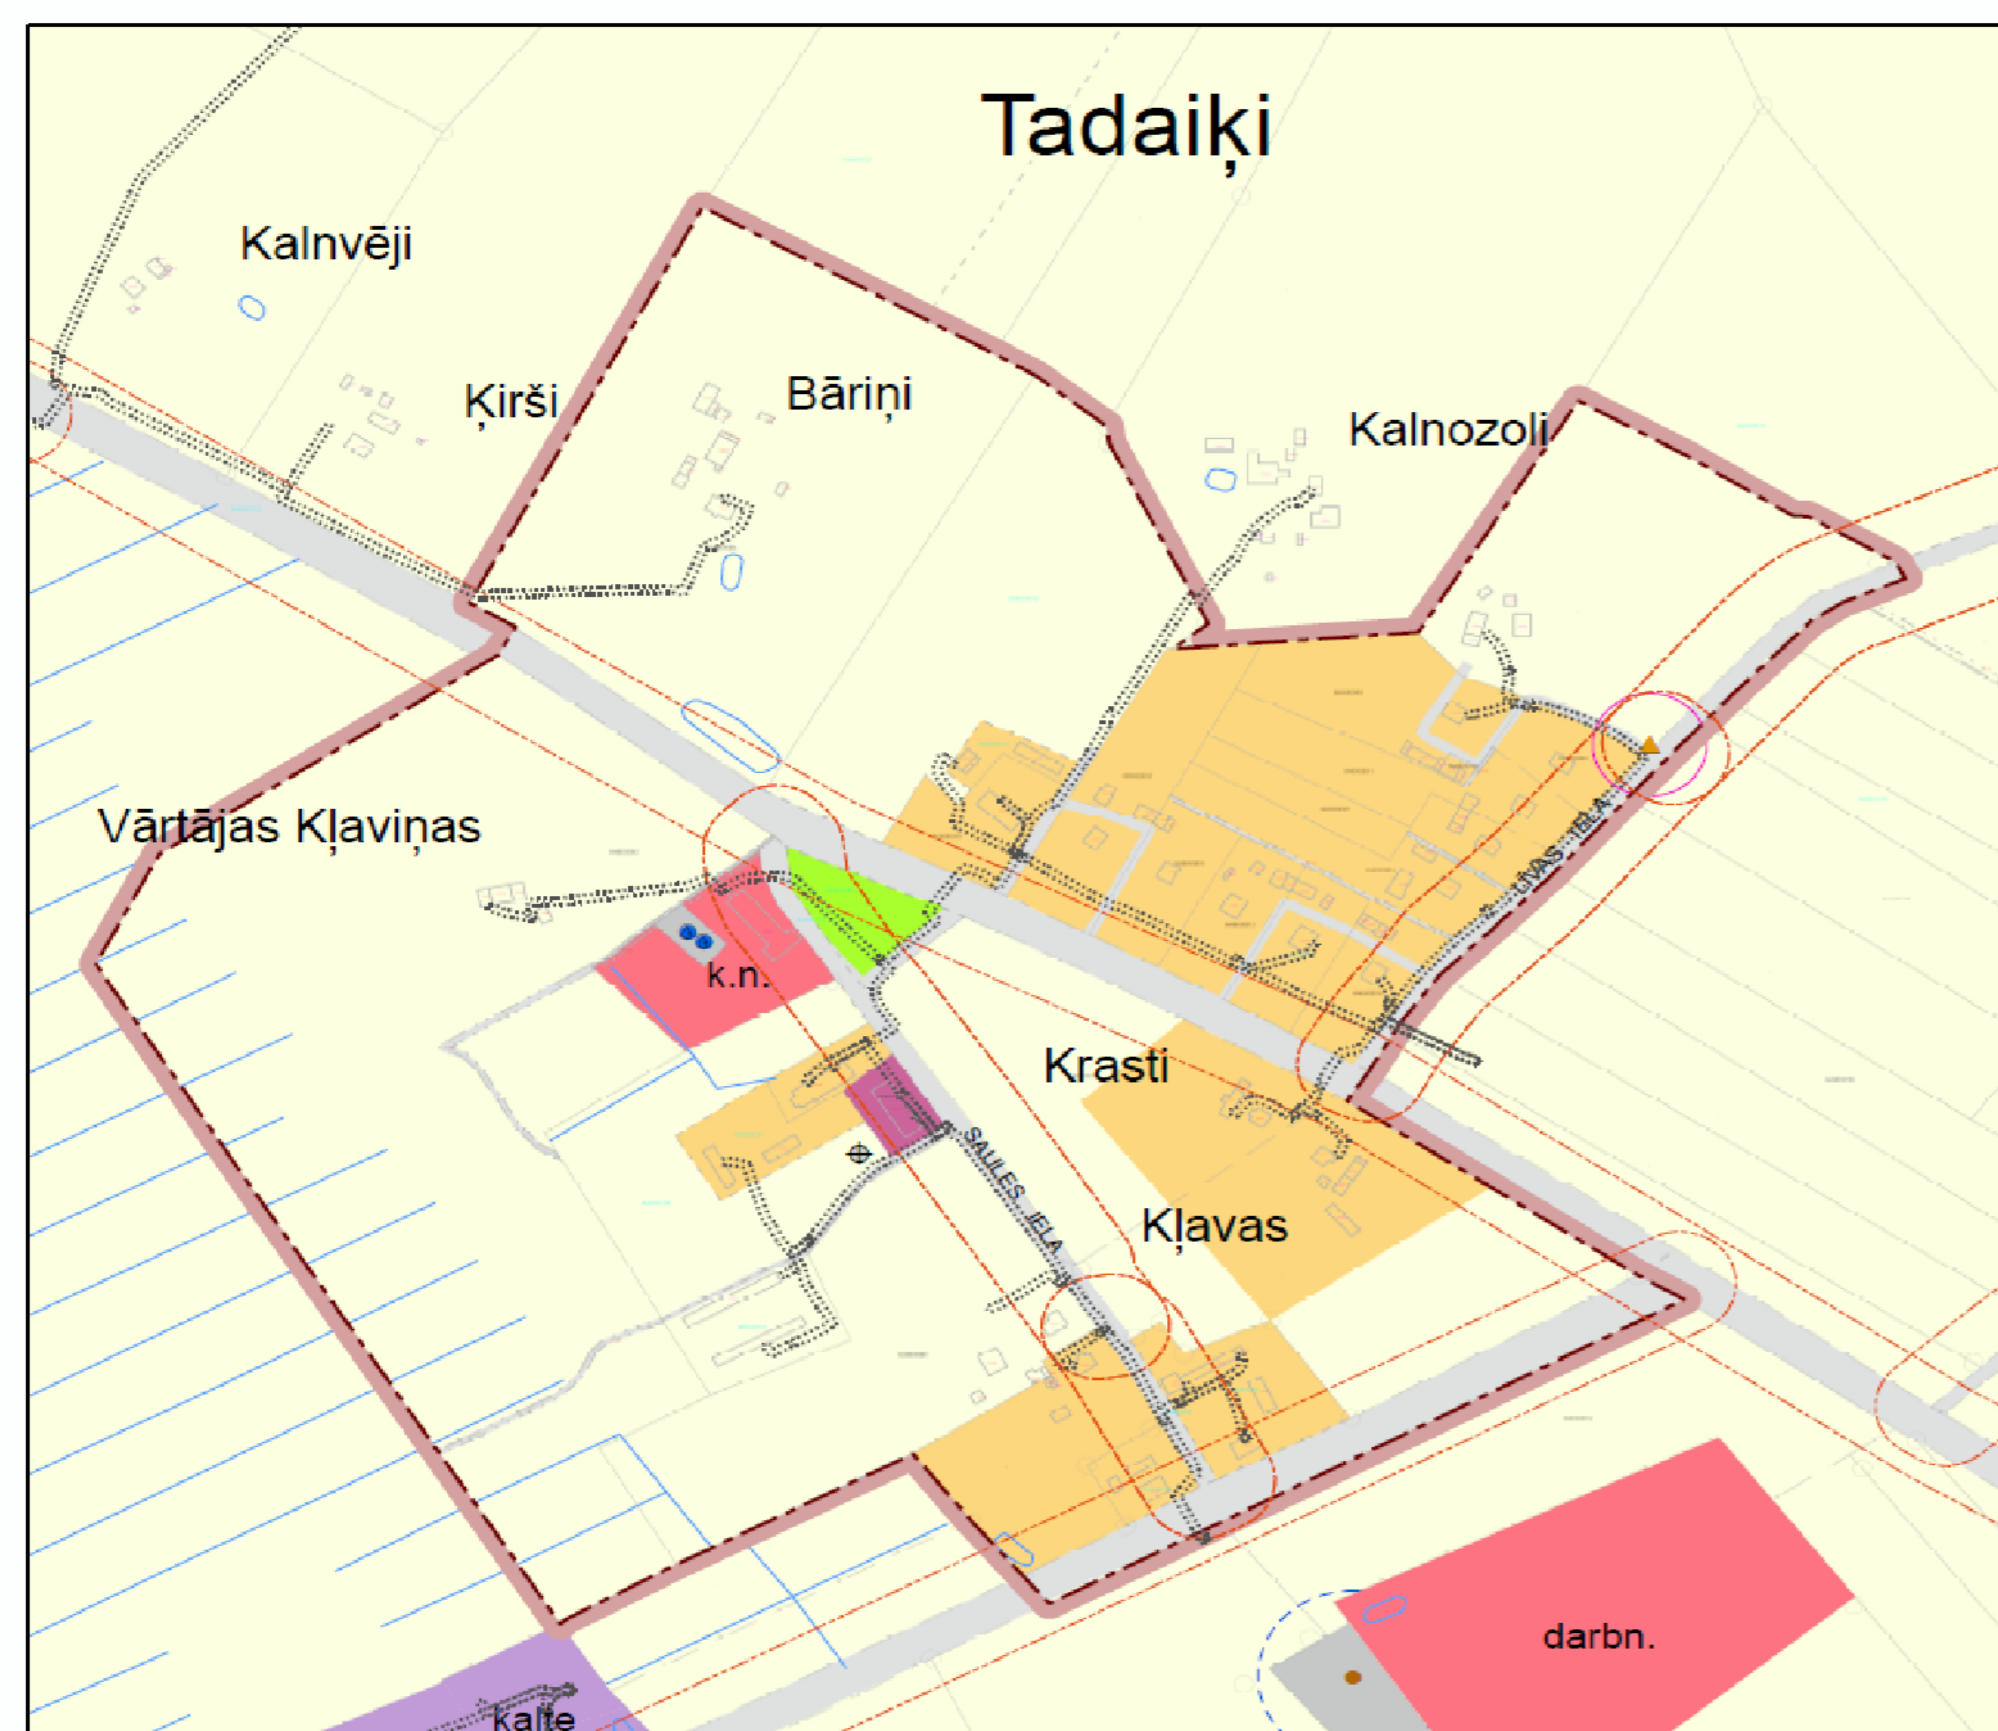 Tadaiķi
Kalnvēji
Ķirši
Bāriņi
Kalnozoli
Vārtājas Kļaviņas
LĪVAS IELA
k.n.
Krasti
SAULES IELA
Kļavas
darbn.
kalte